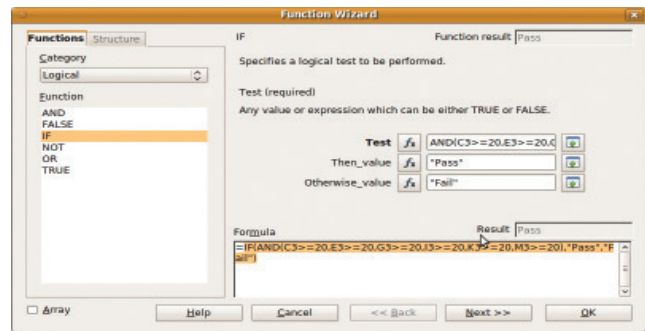 Function Wizard
Functions Structure
Category
Logical
Function
AND
FALSE
IF
NOT
OR
TRUE
IF Function result Pass
Specifies a logical test to be performed.
Test (required)
Any value or expression which can be either TRUE or FALSE.
Test fx AND(C3>=20,E3>=20,G
Then_value fx "Pass"
Otherwise_value fx "Fail"
Formula Result Pass
=IF(AND(C3>=20,E3>=20,G3>=20,I3>=20,K3>=20,M3>=20),"Pass","F
ail")
Array Help Cancel << Back Next >> OK